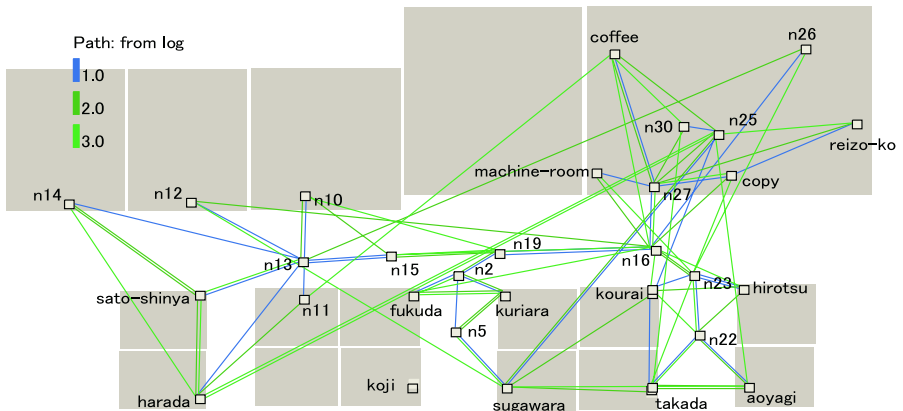 Path: from log
1.0
2.0
3.0
coffee
n26
n30
n25
reizo-ko
machine-room
n27
copy
n14
n12
n10
n13
n15
n19
n16
n2
n23
sato-shinya
n11
fukuda
kuriara
kourai
hirotsu
n5
n22
harada
koji
sugawara
takada
aoyagi